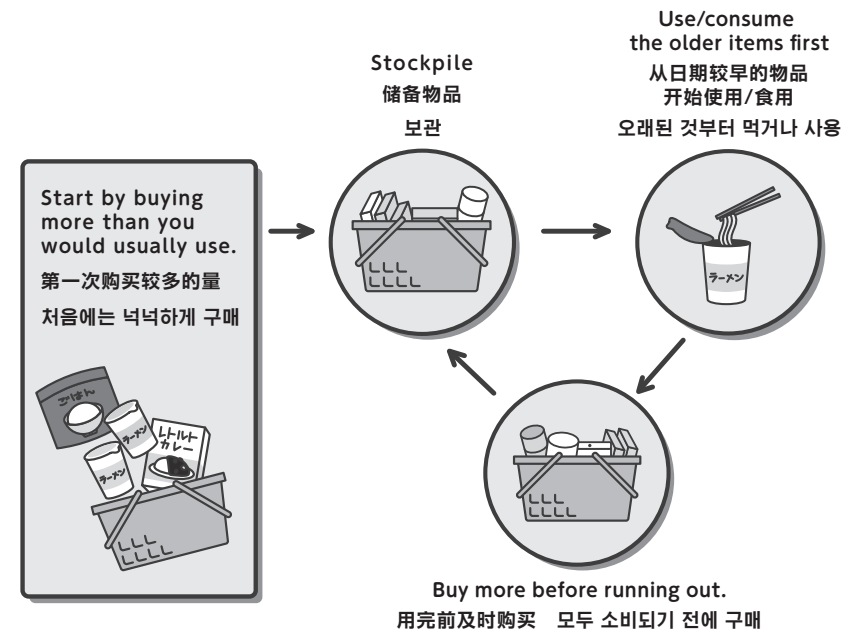 Start by buying
more than you
would usually use.
第一次购买较多的量
처음에는 넉넉하게 구매
ごはん
ラーメン
ラーメン
レトルト
カレー
Stockpile
储备物品
보관
Use/consume
the older items first
从日期较早的物品
开始使用/食用
오래된 것부터 먹거나 사용
ラーメン
Buy more before running out.
用完前及时购买 모두 소비되기 전에 구매